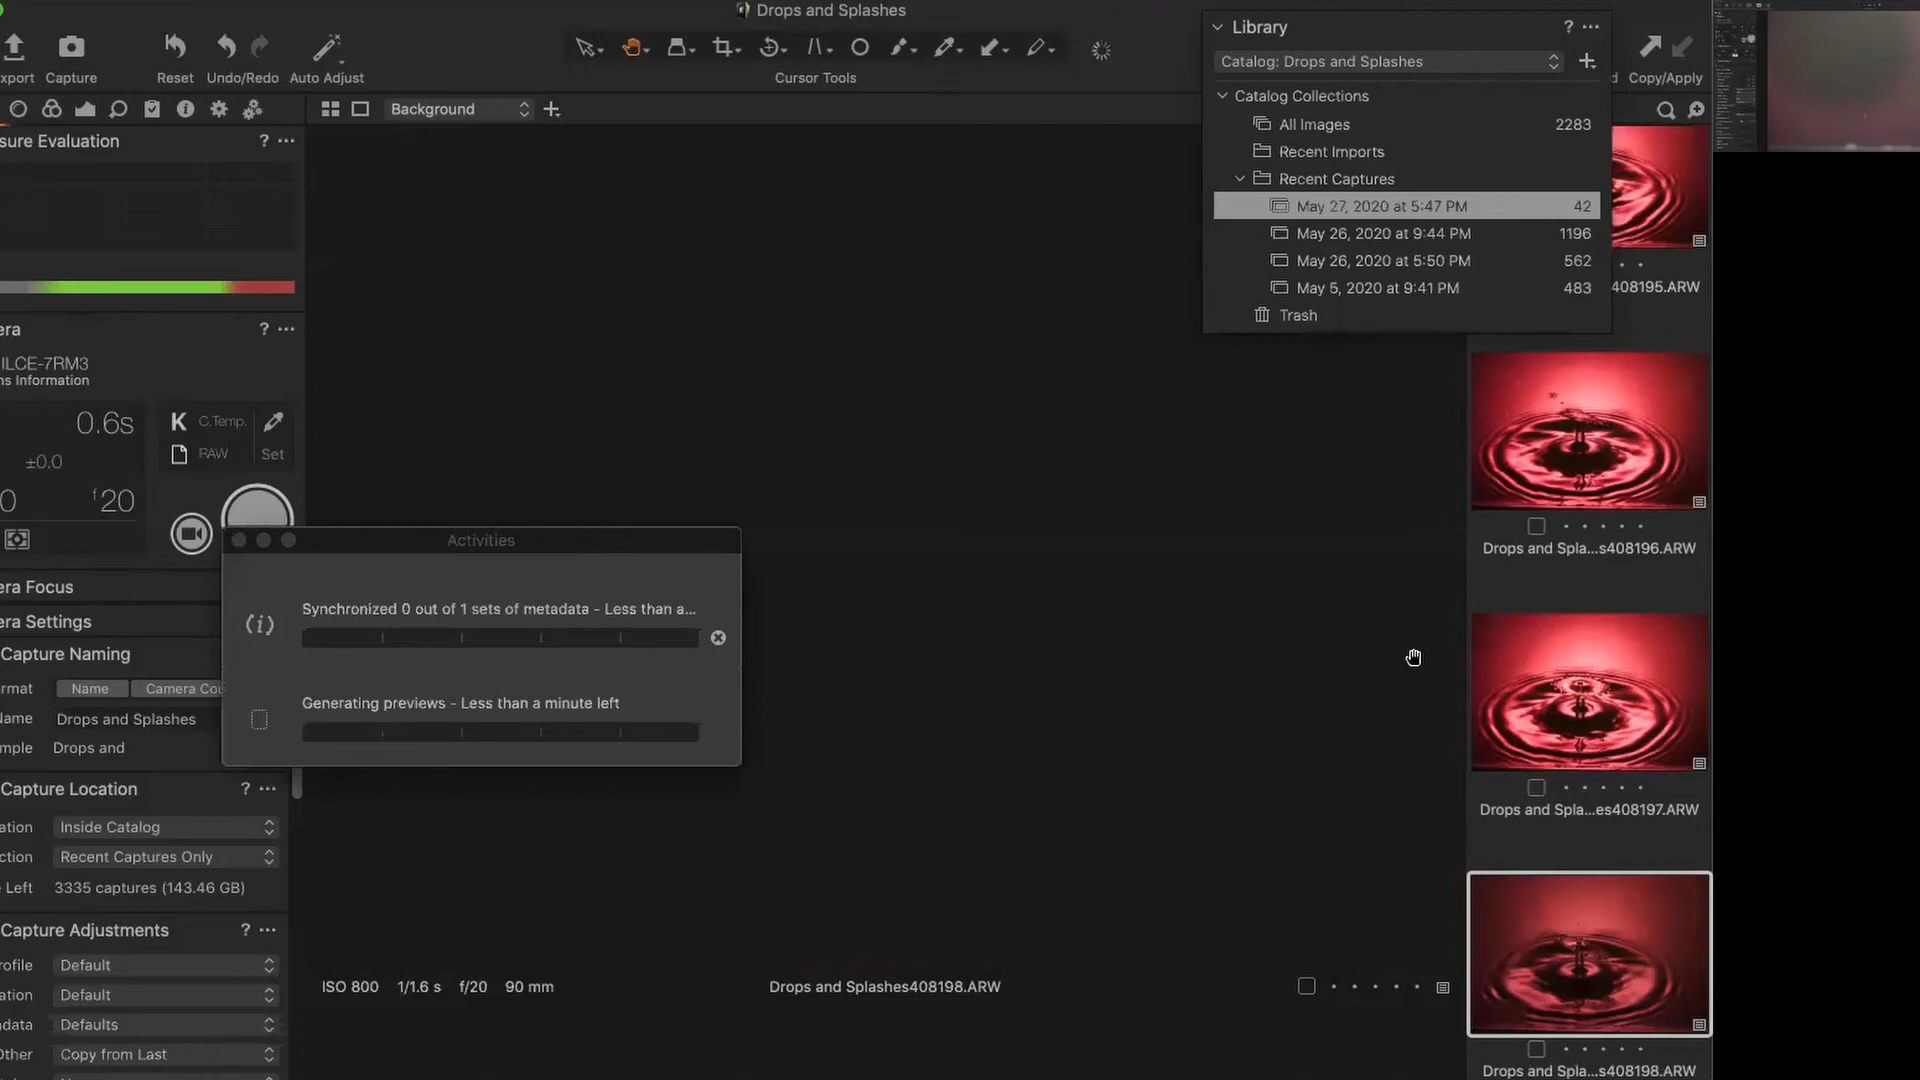 Drops and Splashes
xport
Capture
Reset
Undo/Redo
Auto Adjust
Cursor Tools
Copy/Apply
Background
Library
?
Catalog: Drops and Splashes
Catalog Collections
All Images 2283
Recent Imports
Recent Captures
May 27, 2020 at 5:47 PM 42
May 26, 2020 at 9:44 PM 1196
May 26, 2020 at 5:50 PM 562
May 5, 2020 at 9:41 PM 483
Trash
sure Evaluation ?
era ?
ILCE-7RM3
ns Information
0.6s
±0.0
0 f20
K C.Temp.
RAW Set
era Focus
era Settings
Capture Naming
rmat Name Camera Cou
Name Drops and Splashes
mple Drops and
Capture Location ?
ation Inside Catalog
ction Recent Captures Only
e Left 3335 captures (143.46 GB)
Capture Adjustments ?
rofile Default
ation Default
adata Defaults
Other Copy from Last
Activities
Synchronized 0 out of 1 sets of metadata - Less than a...
Generating previews - Less than a minute left
ISO 800 1/1.6 s f/20 90 mm
Drops and Splashes408198.ARW
408195.ARW
Drops and Spla...s408196.ARW
Drops and Spla...es408197.ARW
Drops and Spla...s408198.ARW